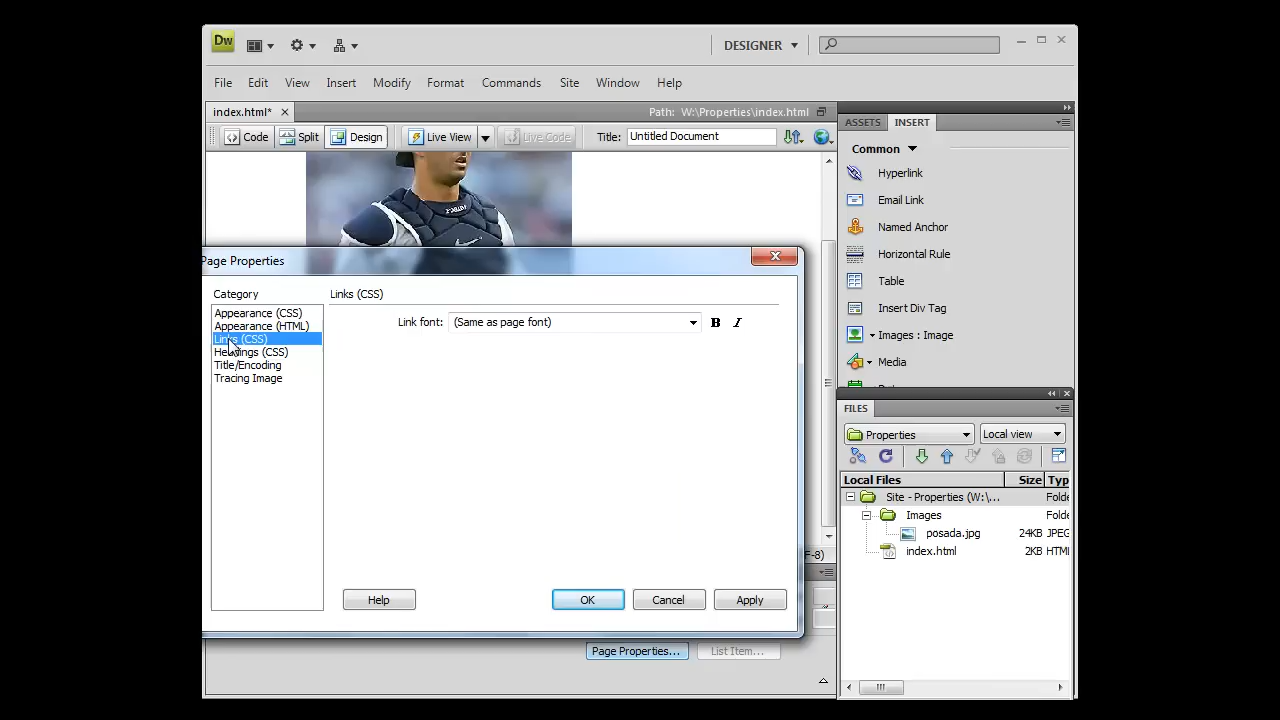 Dw
DESIGNER
File Edit View Insert Modify Format Commands Site Window Help
index.html* Path: W:\Properties\index.html
Code Split Design Live View Live Code Title: Untitled Document
ASSETS INSERT
Common
Hyperlink
Email Link
Named Anchor
Horizontal Rule
Table
Insert Div Tag
Images : Image
Media
Page Properties
Category
Appearance (CSS)
Appearance (HTML)
Links (CSS)
Headings (CSS)
Title/Encoding
Tracing Image
Links (CSS)
Link font: (Same as page font) B I
Help OK Cancel Apply
F-8)
Page Properties... List Item...
FILES
Properties Local view
Local Files Size Typ
Site - Properties (W:\... Folde
Images Folde
posada.jpg 24KB JPEG
index.html 2KB HTM